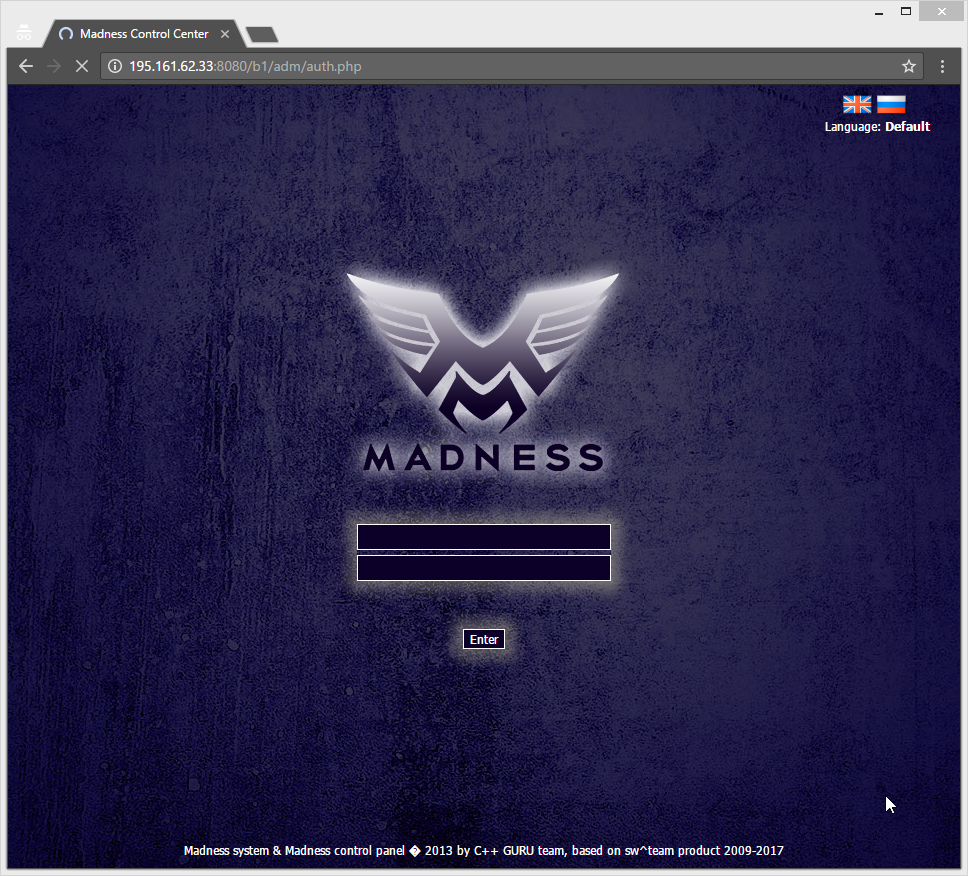 Madness Control Center
195.161.62.33:8080/b1/adm/auth.php
Language: Default
MADNESS
Enter
Madness system & Madness control panel � 2013 by C++ GURU team, based on sw^team product 2009-2017